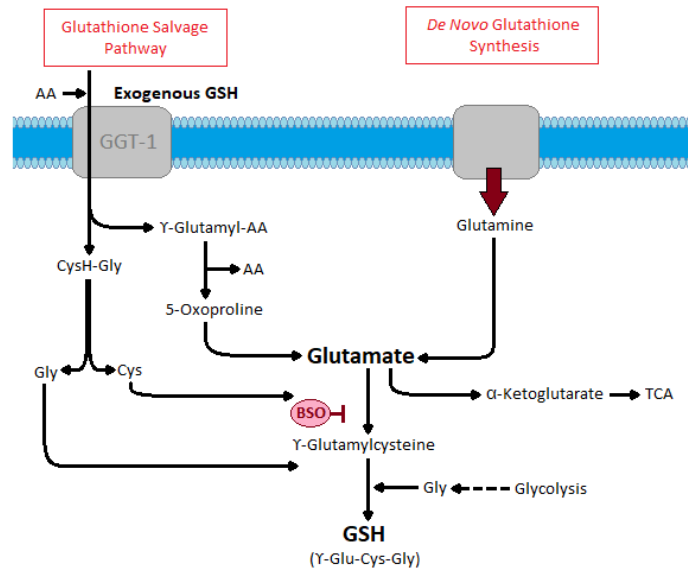 Glutathione Salvage
Pathway
De Novo Glutathione
Synthesis
AA
Exogenous GSH
GGT-1
ϒ-Glutamyl-AA
Glutamine
CysH-Gly
AA
5-Oxoproline
Glutamate
Gly
Cys
α-Ketoglutarate
TCA
BSO
ϒ-Glutamylcysteine
Gly
Glycolysis
GSH
(ϒ-Glu-Cys-Gly)